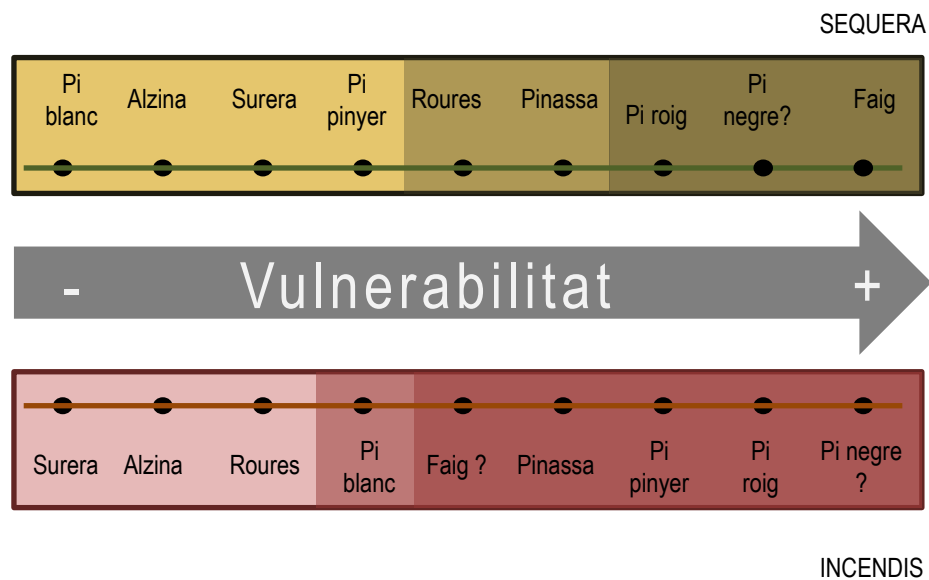 SEQUERA
Pi
blanc
Alzina
Surera
Pi
pinyer
Roures
Pinassa
Pi roig
Pi
negre?
Faig
- Vulnerabilitat +
Surera
Alzina
Roures
Pi
blanc
Faig ?
Pinassa
Pi
pinyer
Pi
roig
Pi negre
?
INCENDIS